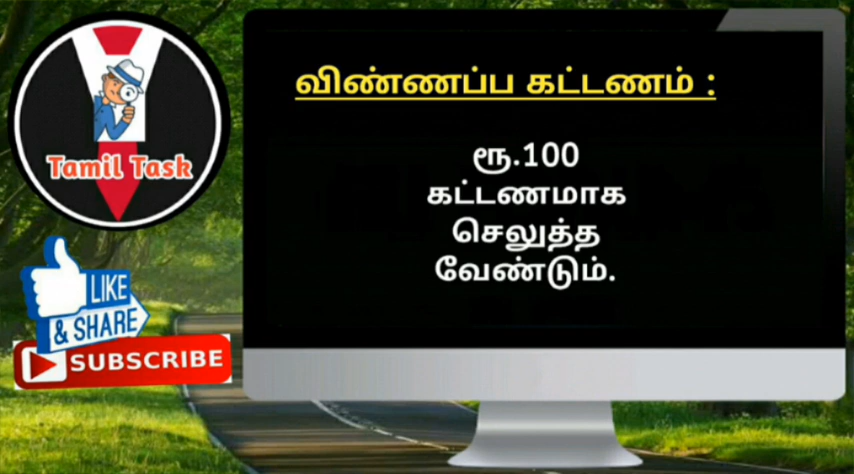 விண்ணப்ப கட்டணம் :
ரூ.100
கட்டணமாக
செலுத்த
வேண்டும்.
Tamil Task
LIKE
& SHARE
SUBSCRIBE